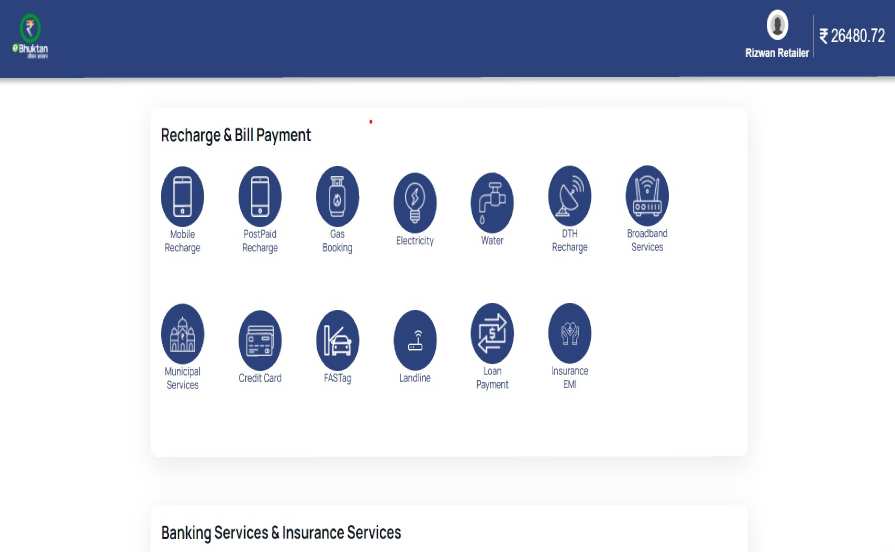 ₹
eBhuktan
Rizwan Retailer
₹ 26480.72
Recharge & Bill Payment
Mobile
Recharge
PostPaid
Recharge
Gas
Booking
Electricity
Water
DTH
Recharge
Broadband
Services
Municipal
Services
Credit Card
FASTag
Landline
Loan
Payment
Insurance
EMI
Banking Services & Insurance Services